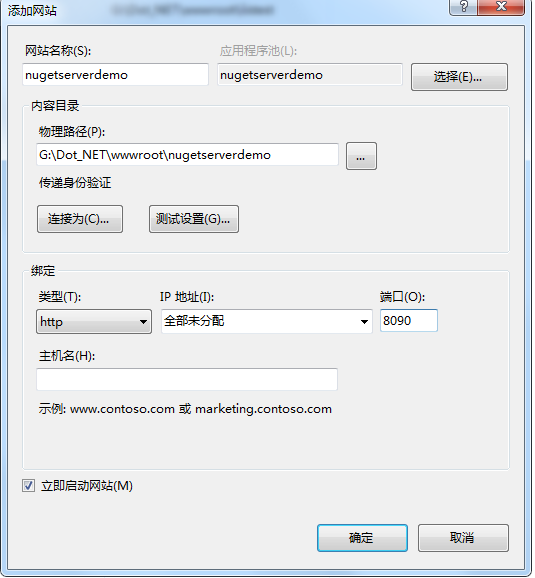 添加网站
网站名称(S): 应用程序池(L):
nugetserverdemo nugetserverdemo 选择(E)...
内容目录
物理路径(P):
G:\Dot_NET\wwwroot\nugetserverdemo ...
传递身份验证
连接为(C)... 测试设置(G)...
绑定
类型(T): IP 地址(I): 端口(O):
http 全部未分配 8090
主机名(H):
示例: www.contoso.com 或 marketing.contoso.com
立即启动网站(M)
确定 取消